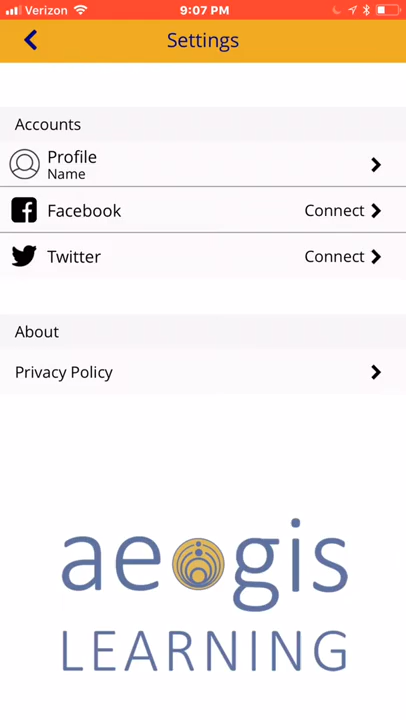 Verizon 9:07 PM
Settings
Accounts
Profile
Name
Facebook Connect
Twitter Connect
About
Privacy Policy
aeogis
LEARNING